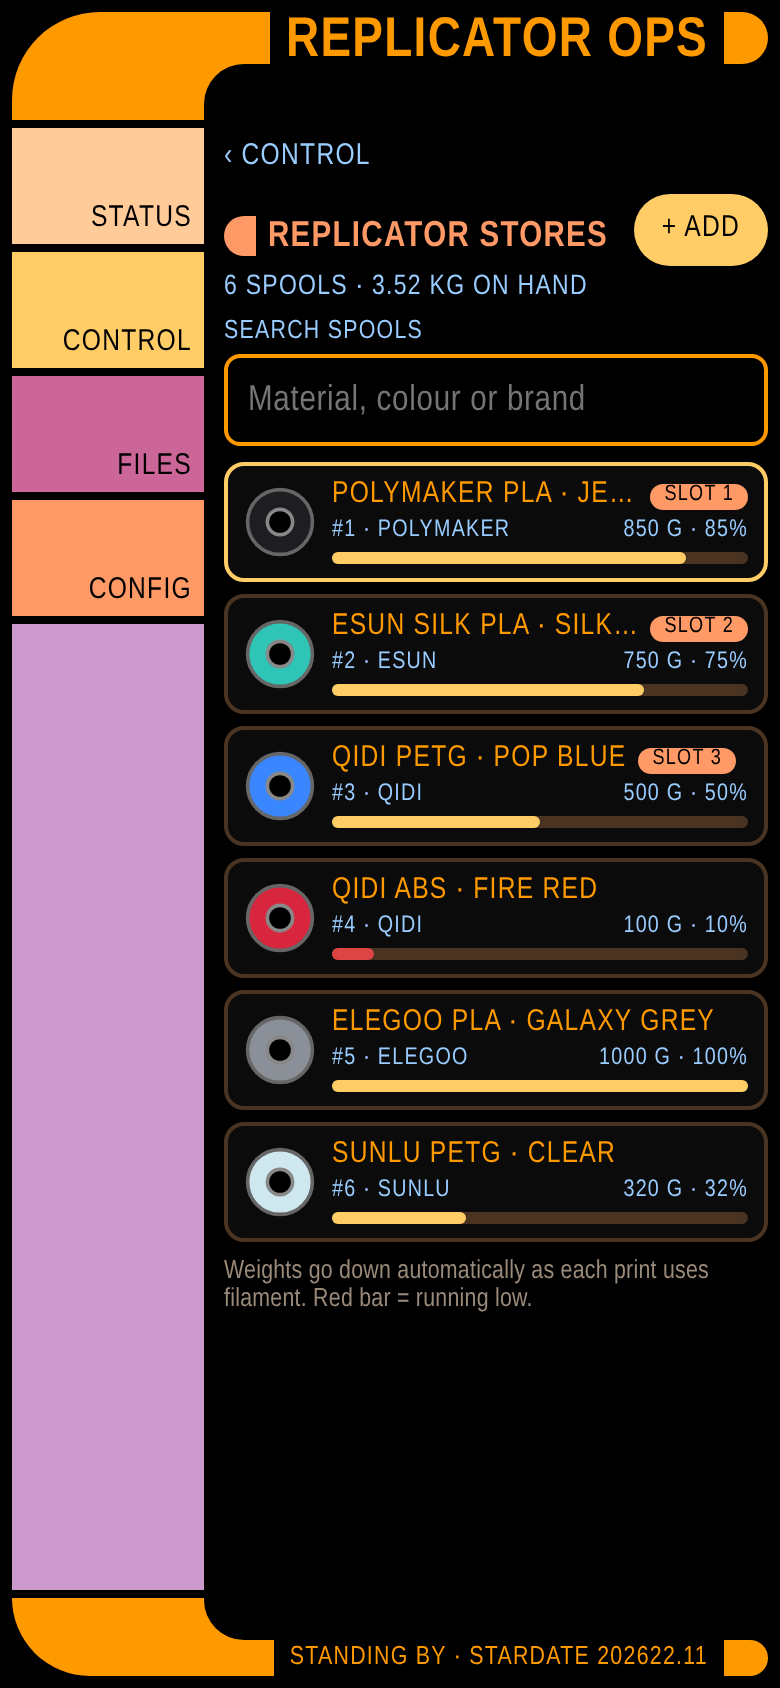 REPLICATOR OPS
STATUS
CONTROL
FILES
CONFIG
‹ CONTROL
REPLICATOR STORES
+ ADD
6 SPOOLS · 3.52 KG ON HAND
SEARCH SPOOLS
Material, colour or brand
POLYMAKER PLA · JE... SLOT 1
#1 · POLYMAKER 850 G · 85%
ESUN SILK PLA · SILK... SLOT 2
#2 · ESUN 750 G · 75%
QIDI PETG · POP BLUE SLOT 3
#3 · QIDI 500 G · 50%
QIDI ABS · FIRE RED
#4 · QIDI 100 G · 10%
ELEGOO PLA · GALAXY GREY
#5 · ELEGOO 1000 G · 100%
SUNLU PETG · CLEAR
#6 · SUNLU 320 G · 32%
Weights go down automatically as each print uses
filament. Red bar = running low.
STANDING BY · STARDATE 202622.11